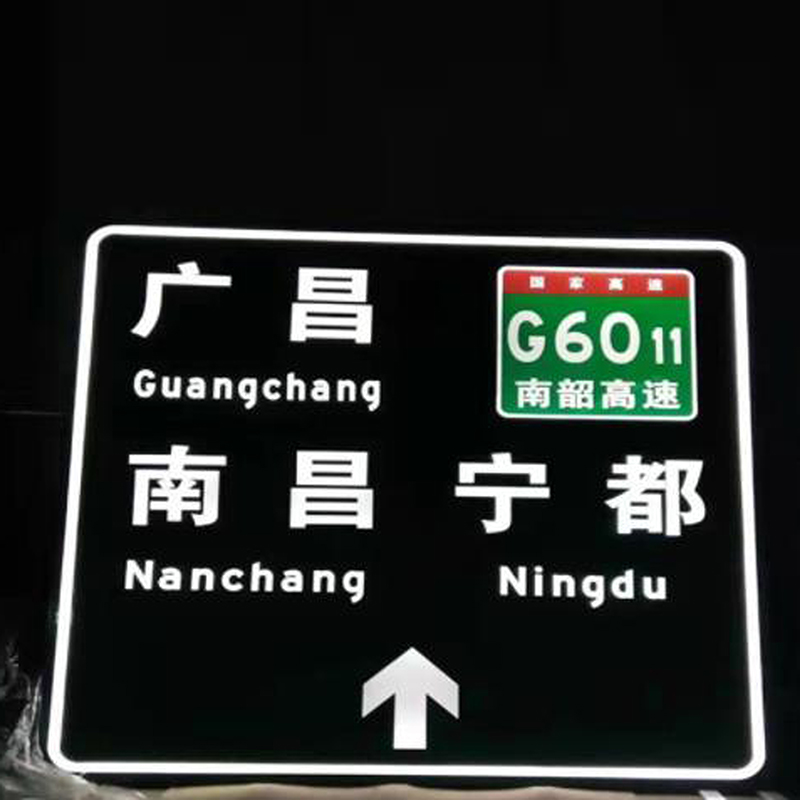 广昌
Guangchang
国家高速
G6011
南韶高速
南昌 宁都
Nanchang Ningdu